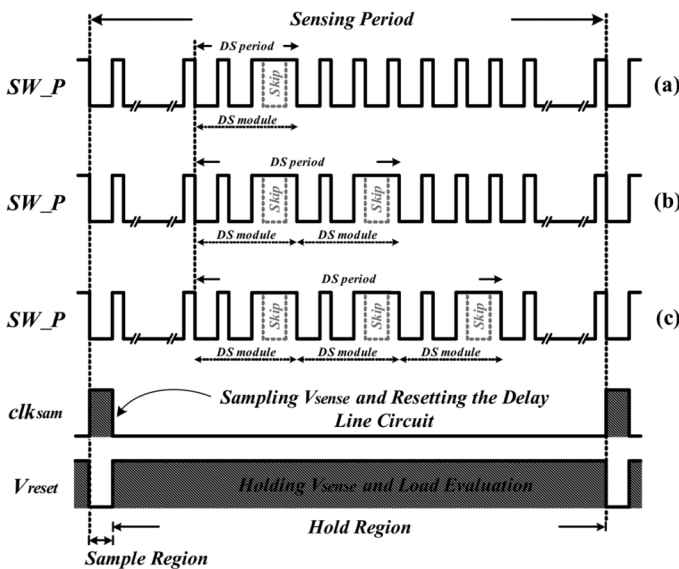 Sensing Period
DS period
SW_P
Skip
(a)
DS module
DS period
SW_P
Skip
Skip
(b)
DS module
DS module
DS period
SW_P
Skip
Skip
Skip
(c)
DS module
DS module
DS module
clksam
Sampling Vsense and Resetting the Delay
Line Circuit
Vreset
Holding Vsense and Load Evaluation
Hold Region
Sample Region